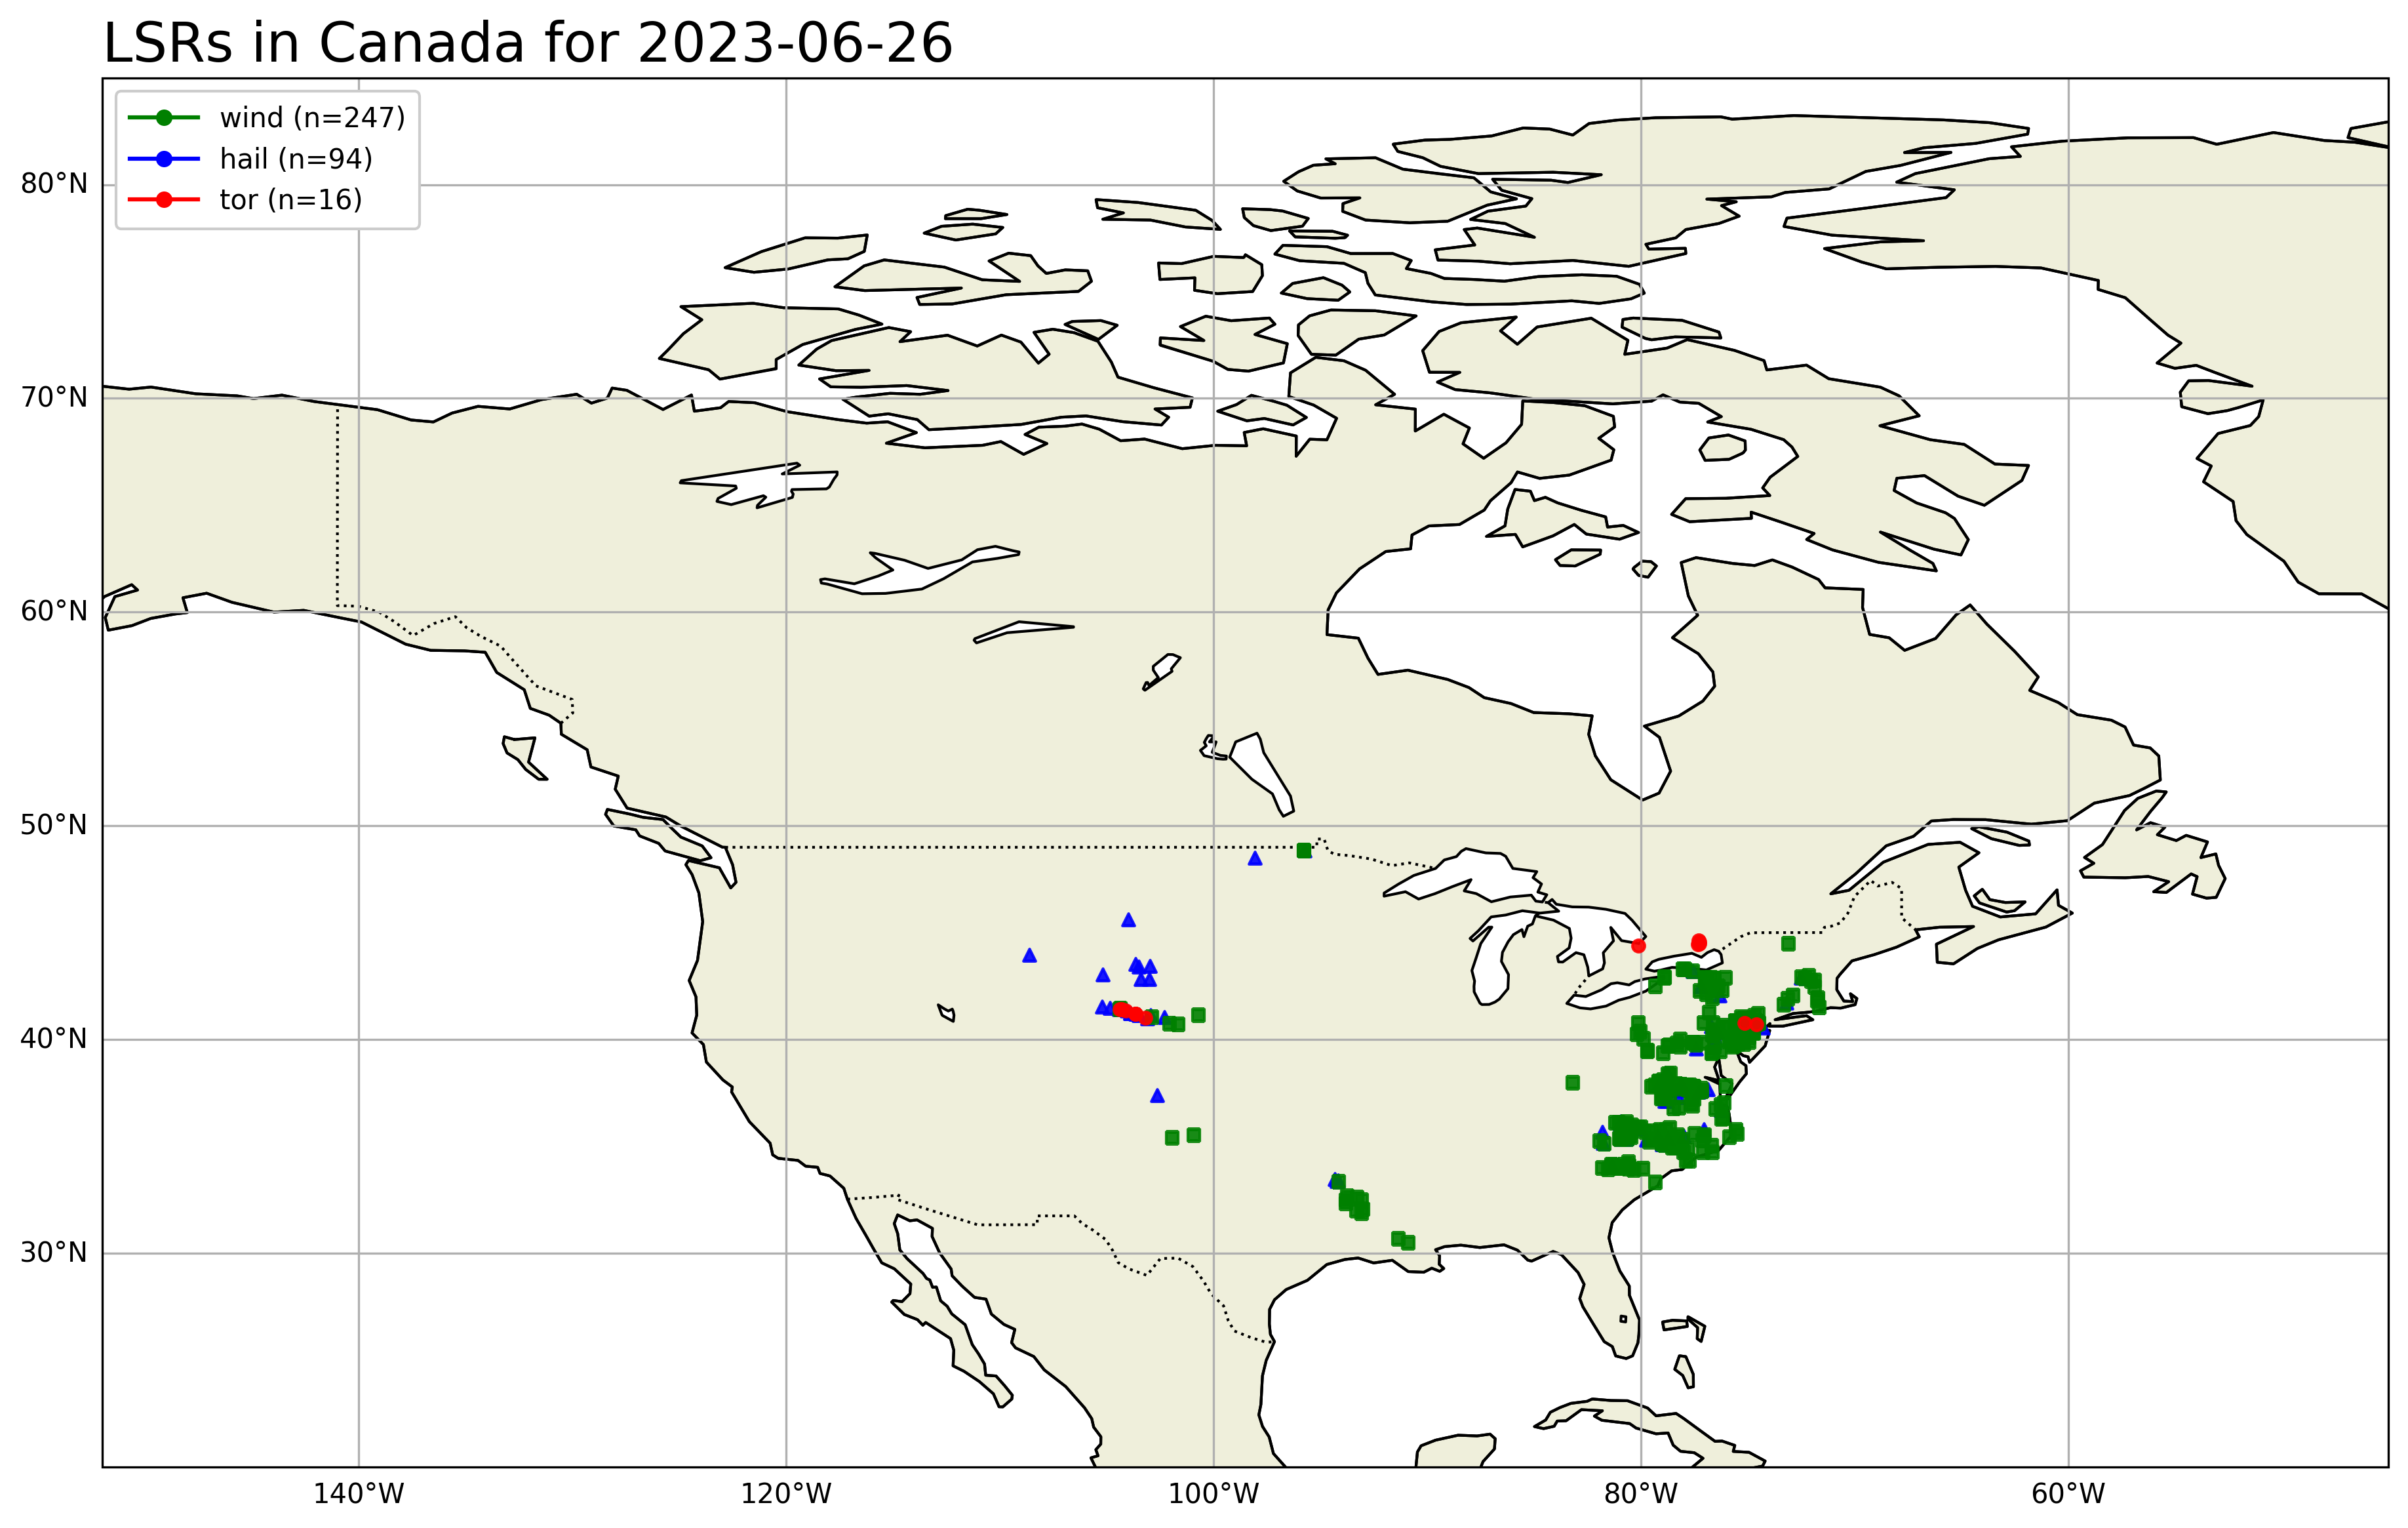 LSRs in Canada for 2023-06-26
wind (n=247)
hail (n=94)
tor (n=16)
80°N
70°N
60°N
50°N
40°N
30°N
140°W
120°W
100°W
80°W
60°W